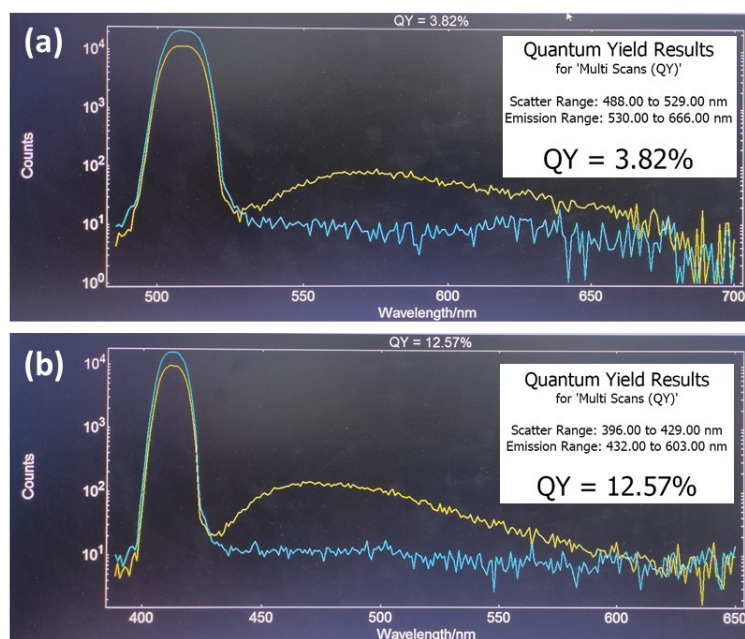 (a)
QY = 3.82%
Quantum Yield Results
for 'Multi Scans (QY)'
Scatter Range: 488.00 to 529.00 nm
Emission Range: 530.00 to 666.00 nm
QY = 3.82%
Counts
10⁴
10³
10²
10¹
10⁰
500
550
600
650
700
Wavelength/nm
(b)
QY = 12.57%
Quantum Yield Results
for 'Multi Scans (QY)'
Scatter Range: 396.00 to 429.00 nm
Emission Range: 432.00 to 603.00 nm
QY = 12.57%
Counts
10⁴
10³
10²
10¹
400
450
500
550
600
650
Wavelength/nm